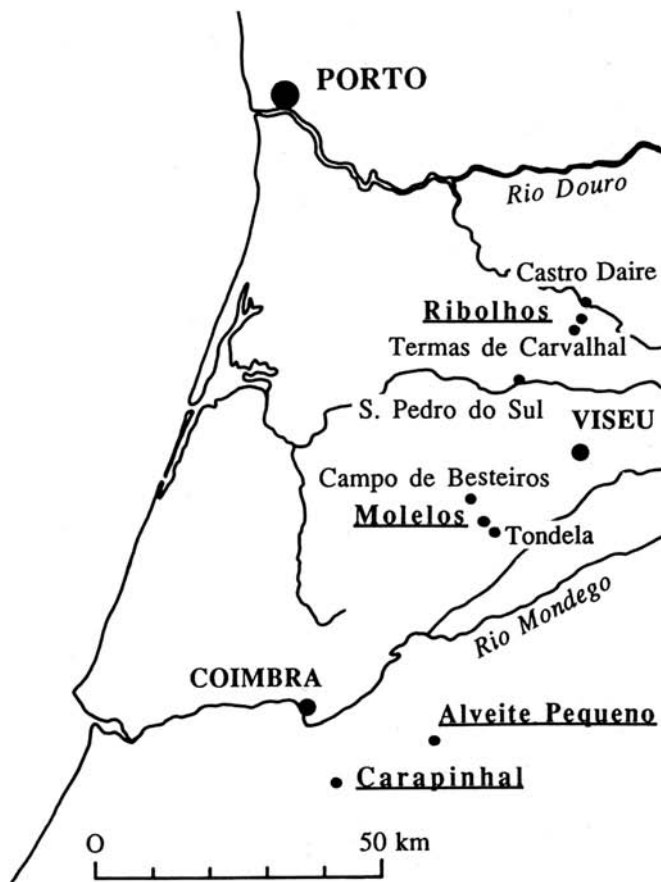 PORTO
Rio Douro
Castro Daire
Ribolhos
Termas de Carvalhal
S. Pedro do Sul
VISEU
Campo de Besteiros
Molelos
Tondela
Rio Mondego
COIMBRA
Alveite Pequeno
Carapinhal
O 50 km